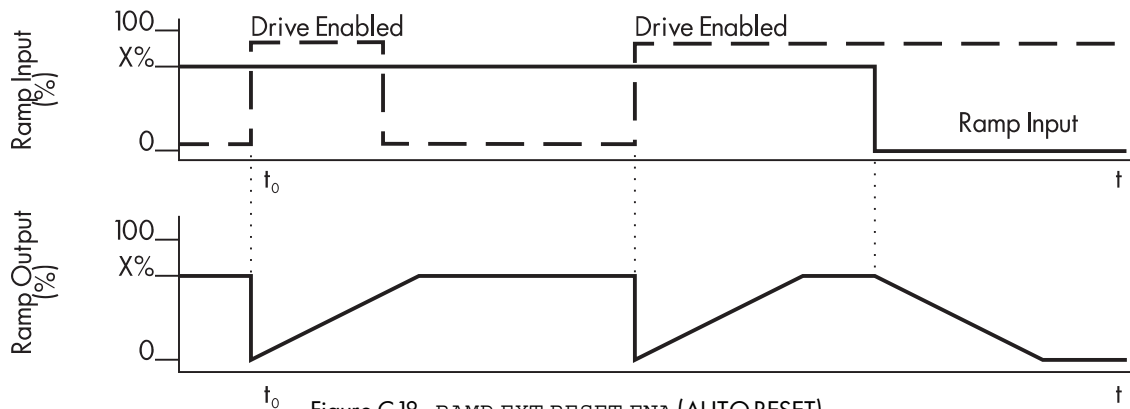 100
X%
0
Ramp Input
(%)
Drive Enabled
Drive Enabled
Ramp Input
t₀
t
100
X%
0
Ramp Output
(%)
t₀
t
Figure C.18 RAMP EXT RESET ENA (AUTO RESET)